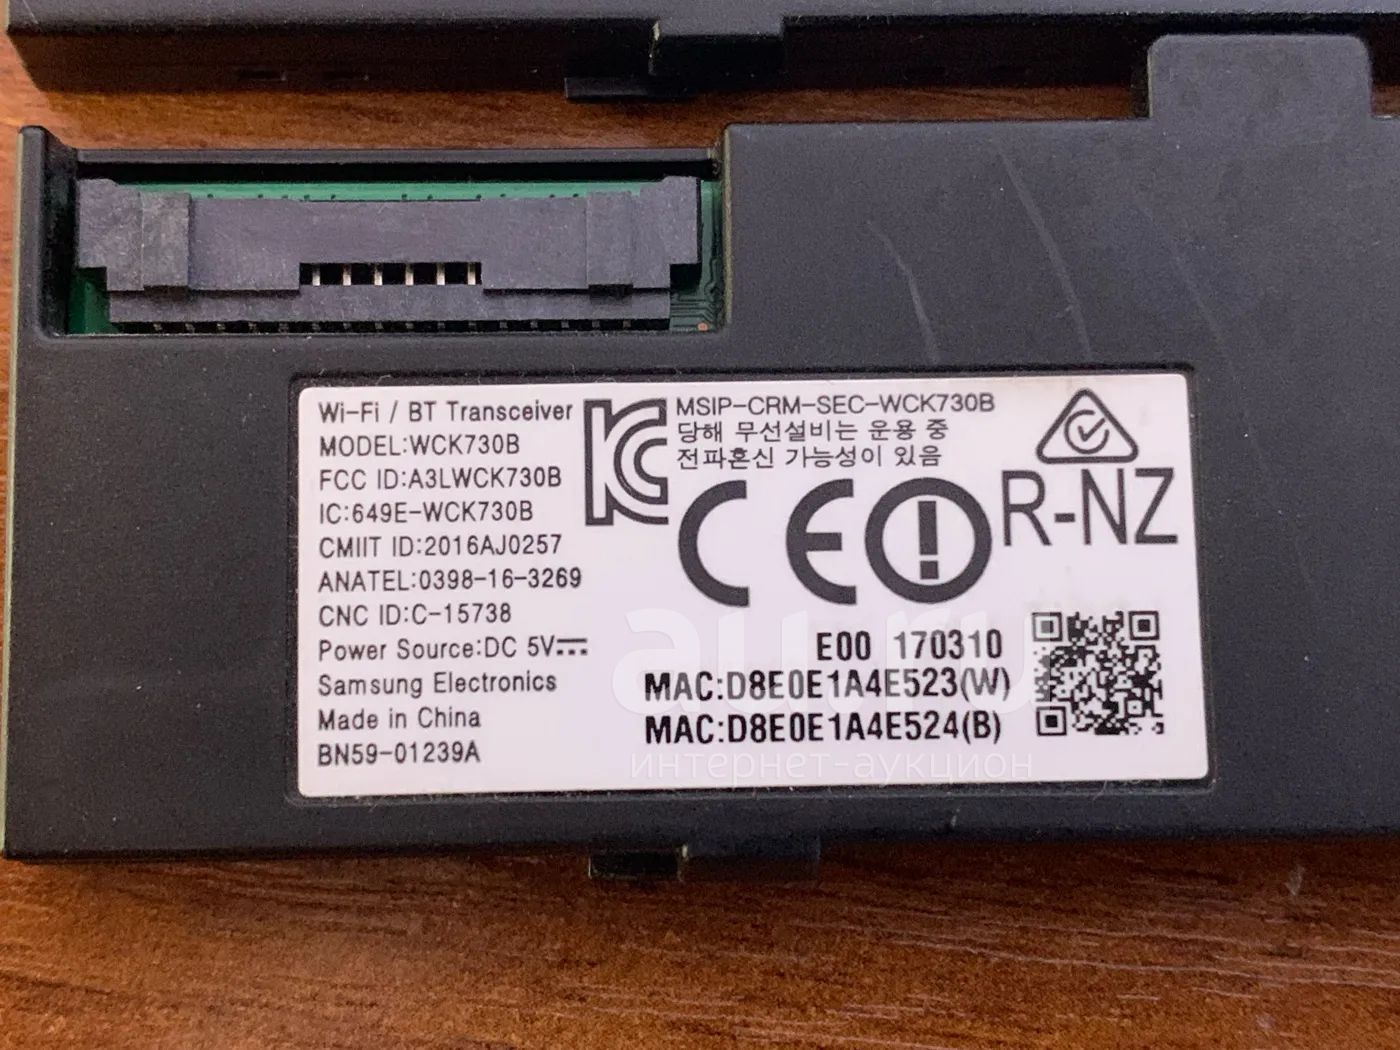 Wi-Fi / BT Transceiver
MODEL:WCK730B
FCC ID:A3LWCK730B
IC:649E-WCK730B
CMIIT ID:2016AJ0257
ANATEL:0398-16-3269
CNC ID:C-15738
Power Source:DC 5V⎓
Samsung Electronics
Made in China
BN59-01239A
MSIP-CRM-SEC-WCK730B
당해 무선설비는 운용 중
전파혼신 가능성이 있음
CE
R-NZ
E00 170310
MAC:D8E0E1A4E523(W)
MAC:D8E0E1A4E524(B)
au.ru
интернет-аукцион